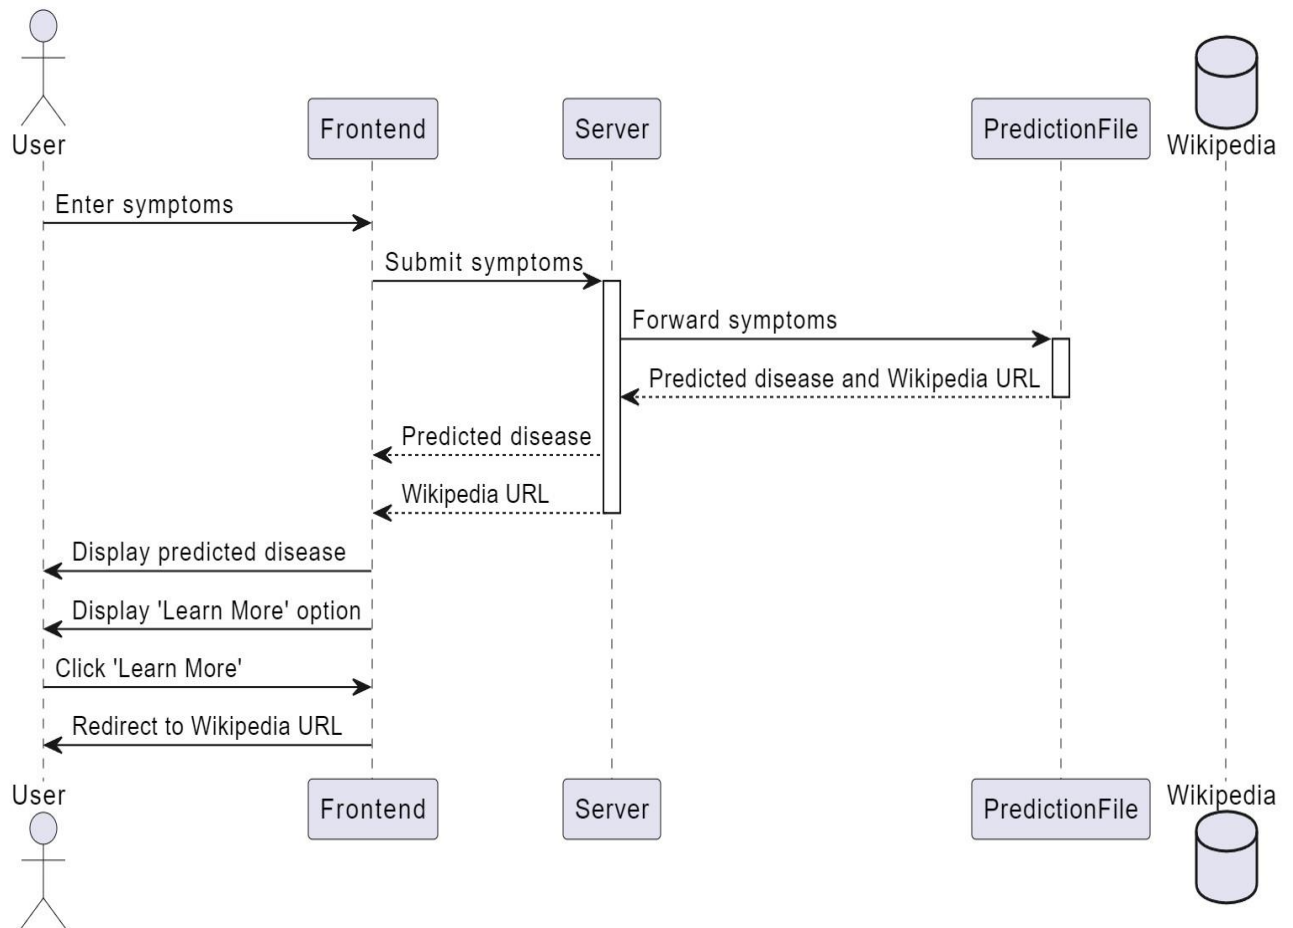 User
Frontend
Server
PredictionFile
Wikipedia
Enter symptoms
Submit symptoms
Forward symptoms
Predicted disease and Wikipedia URL
Predicted disease
Wikipedia URL
Display predicted disease
Display 'Learn More' option
Click 'Learn More'
Redirect to Wikipedia URL
User
Frontend
Server
PredictionFile
Wikipedia